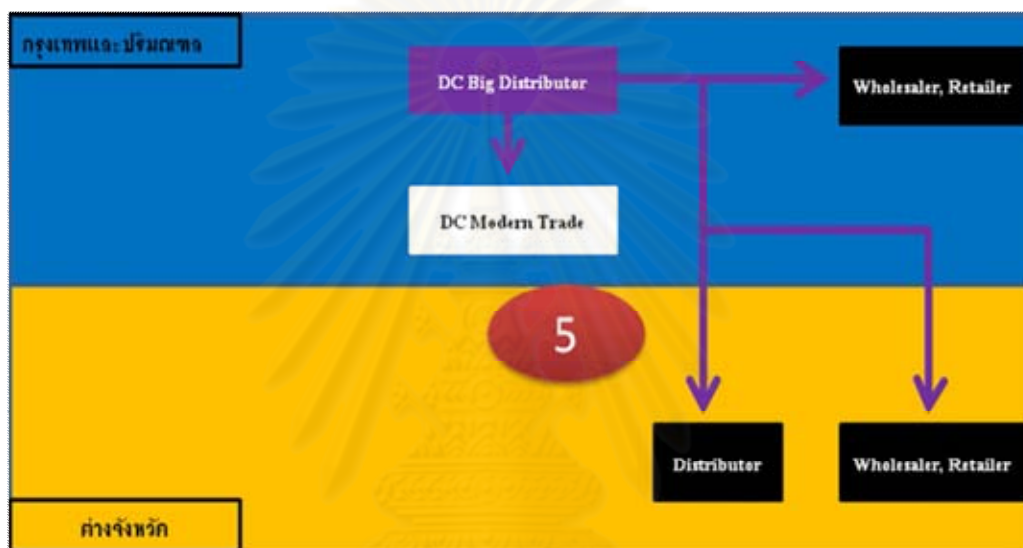 กรุงเทพและปริมณฑล
DC Big Distributor
Wholesaler, Retailer
DC Modern Trade
5
Distributor
Wholesaler, Retailer
ต่างจังหวัด